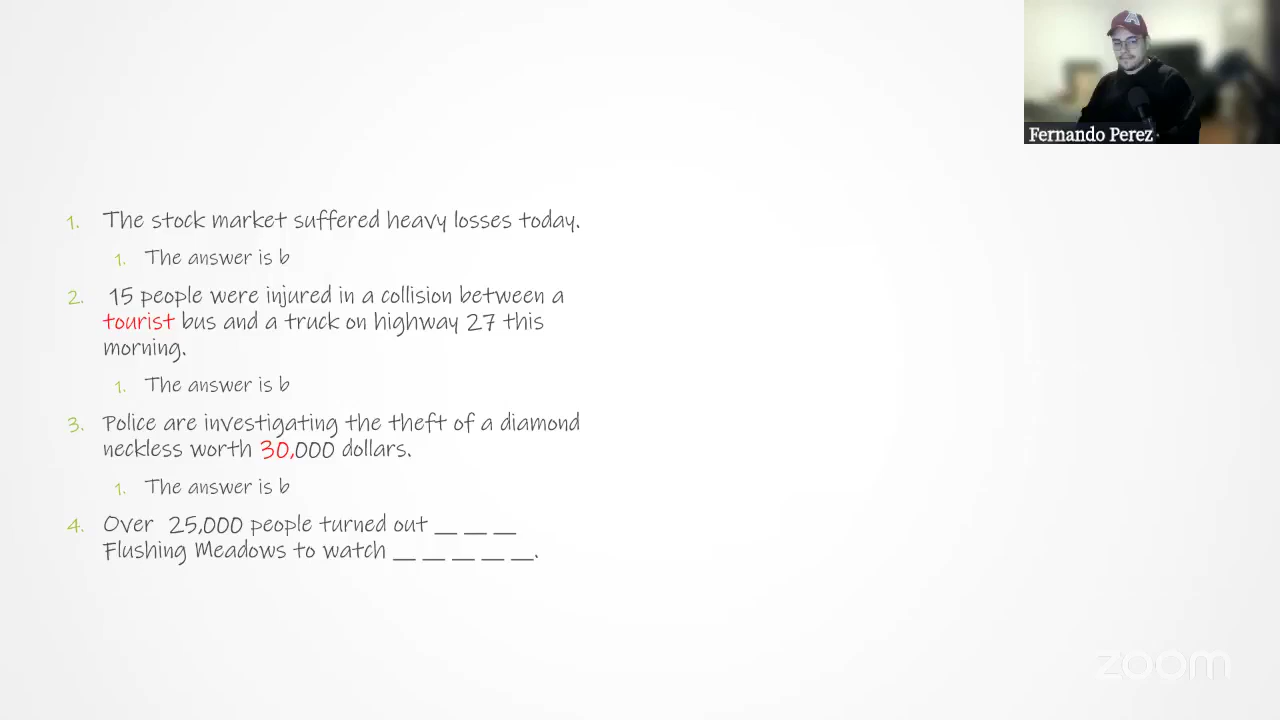 Fernando Perez
1. The stock market suffered heavy losses today.
1. The answer is b
2. 15 people were injured in a collision between a
tourist bus and a truck on highway 27 this
morning.
1. The answer is b
3. Police are investigating the theft of a diamond
neckless worth 30,000 dollars.
1. The answer is b
4. Over 25,000 people turned out __ __ __
Flushing Meadows to watch __ __ __ __ __.
zoom